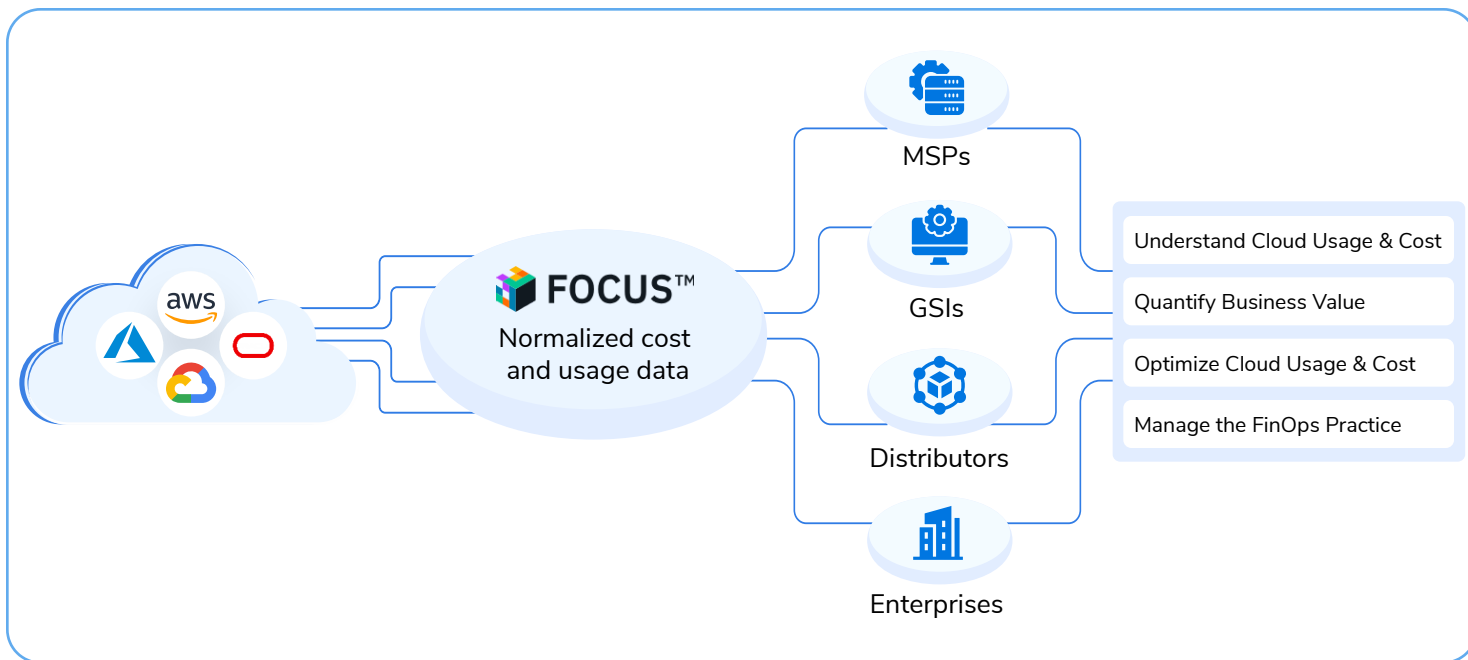 aws
FOCUS™
Normalized cost
and usage data
MSPs
GSIs
Distributors
Enterprises
Understand Cloud Usage & Cost
Quantify Business Value
Optimize Cloud Usage & Cost
Manage the FinOps Practice